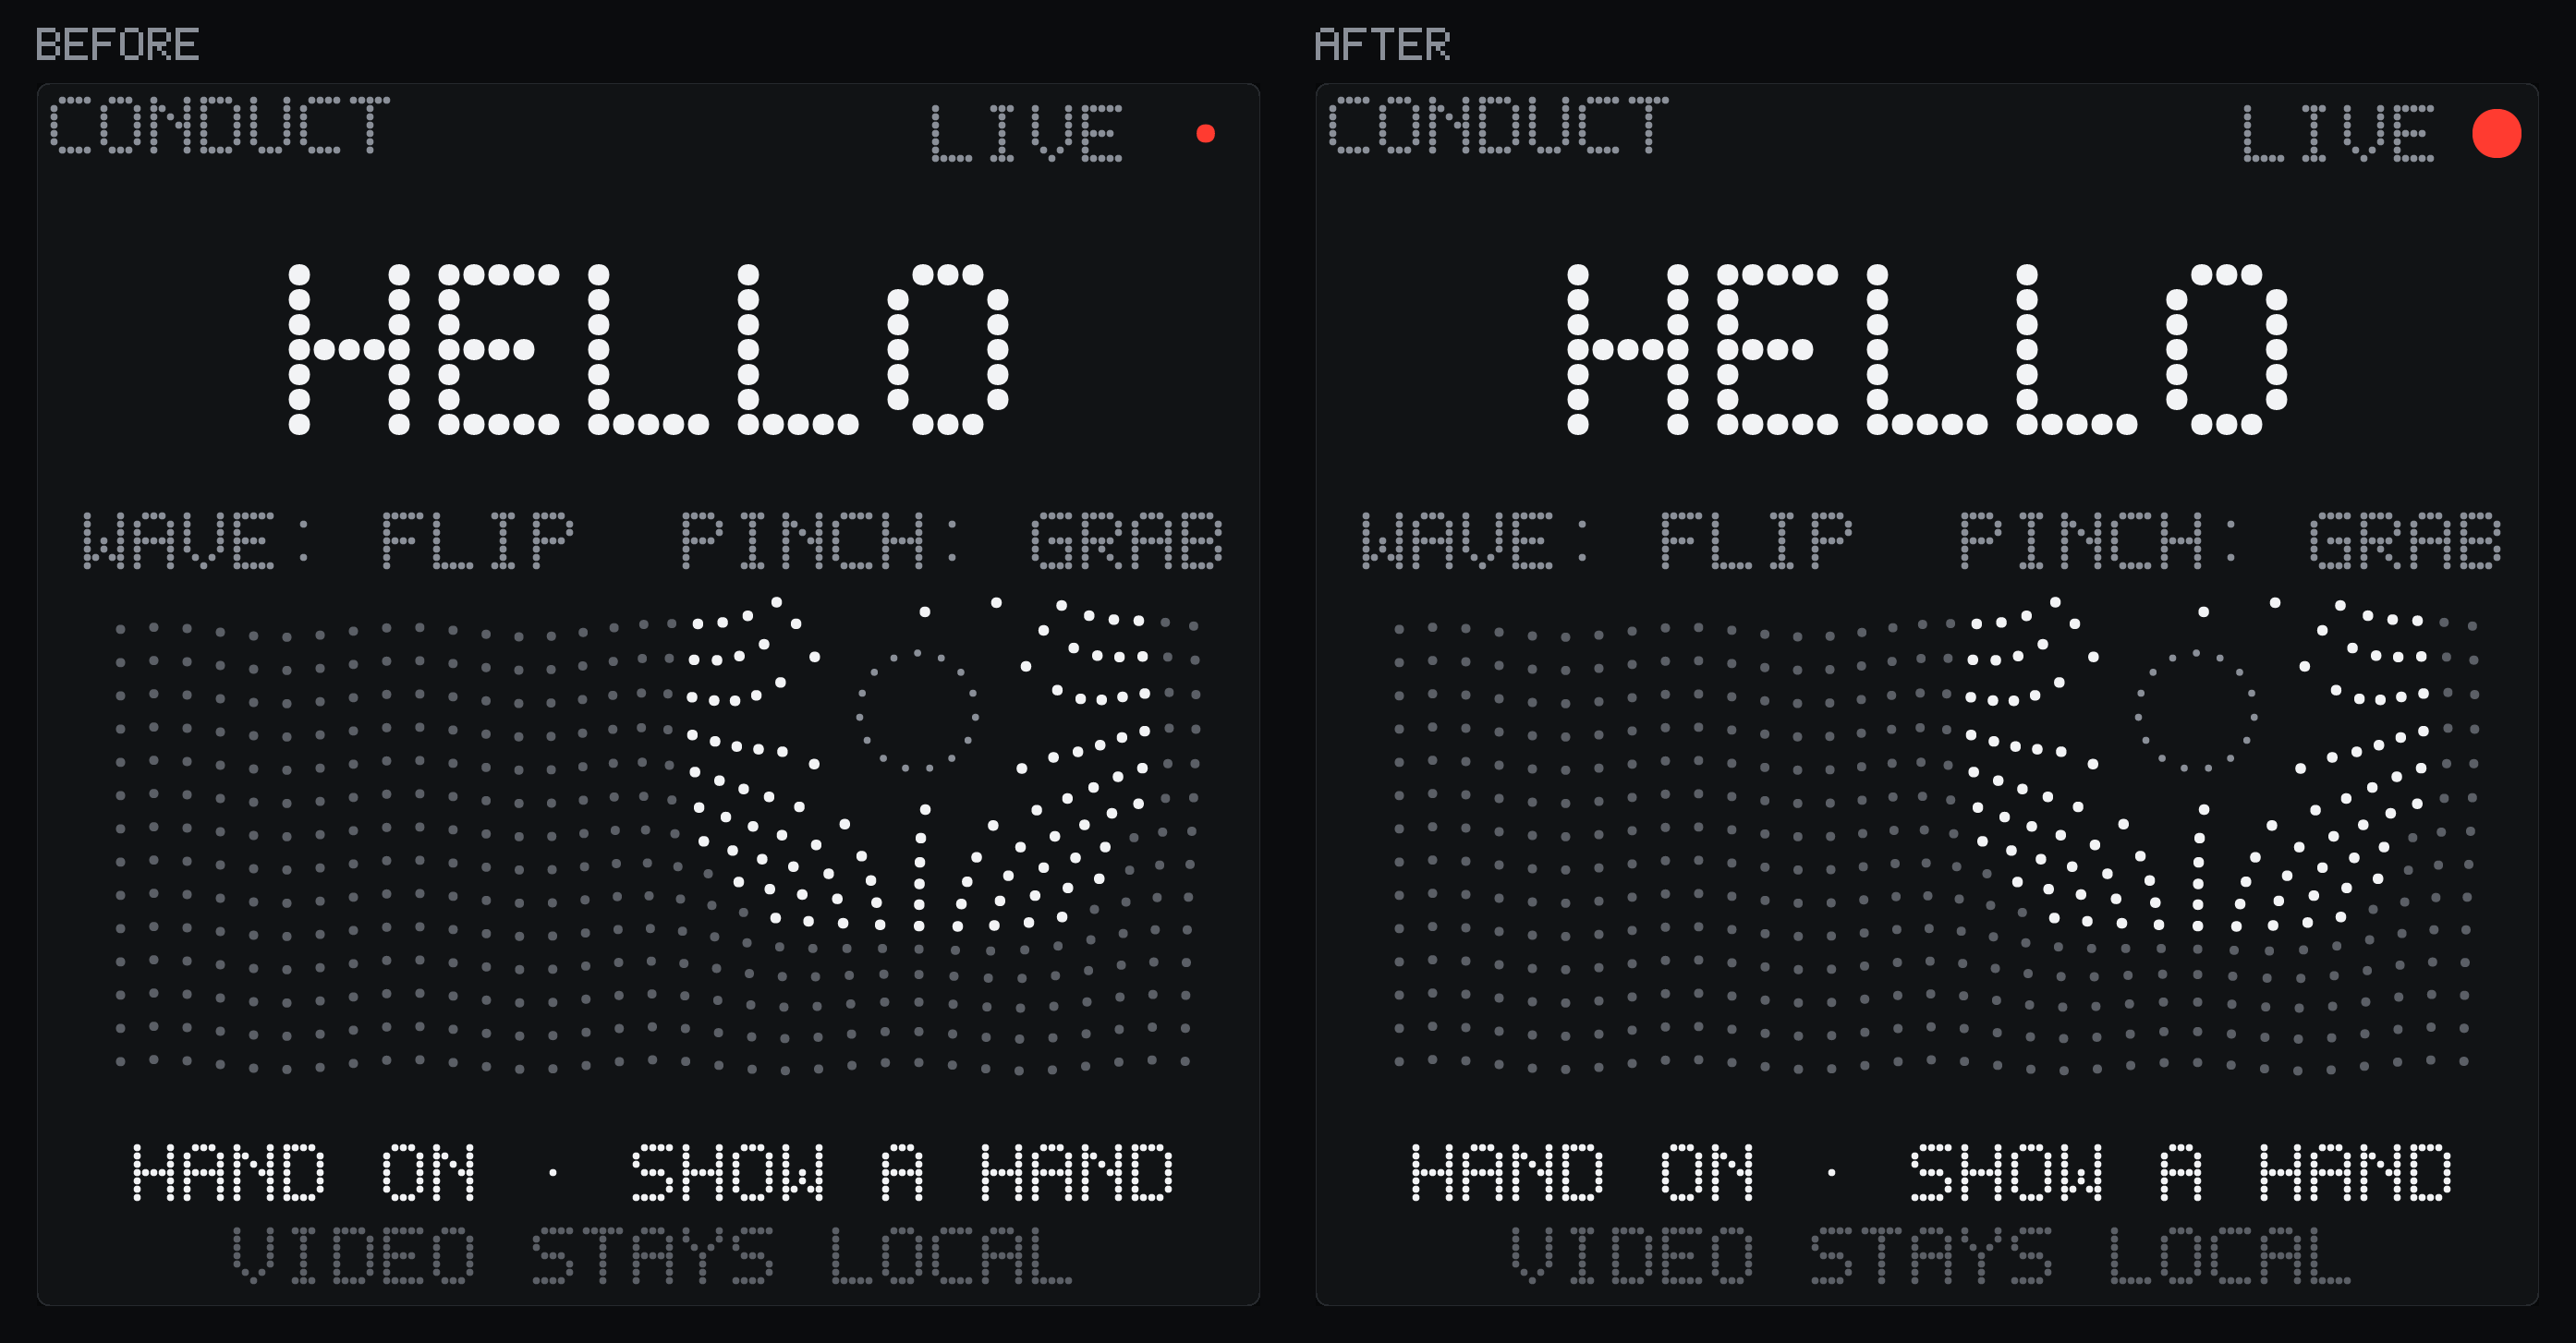 BEFORE
CONDUCT LIVE
HELLO
WAVE: FLIP PINCH: GRAB
HAND ON · SHOW A HAND
VIDEO STAYS LOCAL
AFTER
CONDUCT LIVE
HELLO
WAVE: FLIP PINCH: GRAB
HAND ON · SHOW A HAND
VIDEO STAYS LOCAL